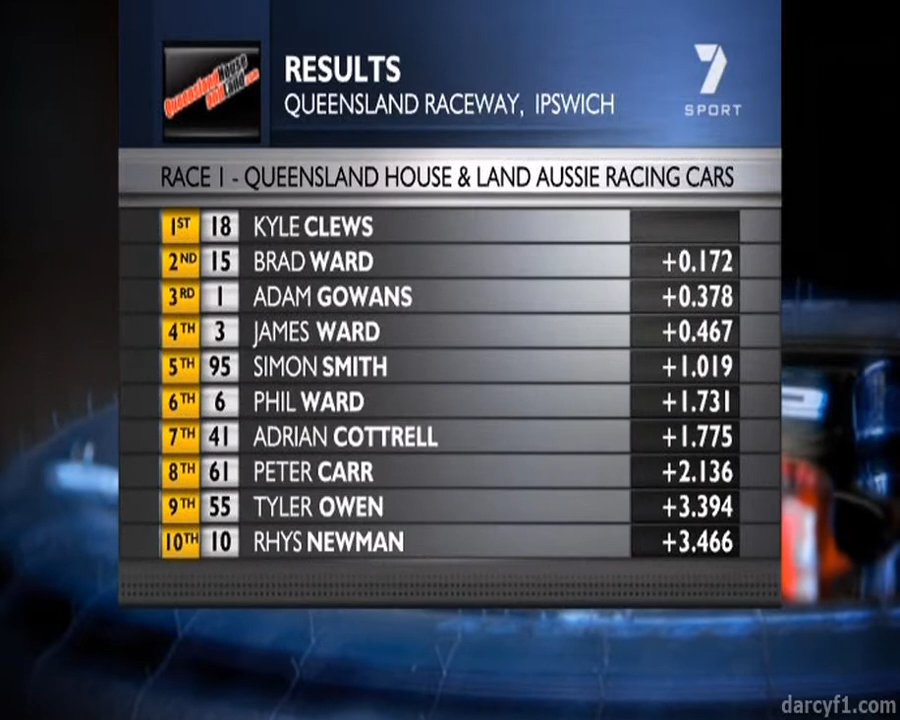 QueenslandHouse
AndLand.com
RESULTS
QUEENSLAND RACEWAY, IPSWICH
7
SPORT
RACE 1 - QUEENSLAND HOUSE & LAND AUSSIE RACING CARS
1ST 18 KYLE CLEWS
2ND 15 BRAD WARD +0.172
3RD 1 ADAM GOWANS +0.378
4TH 3 JAMES WARD +0.467
5TH 95 SIMON SMITH +1.019
6TH 6 PHIL WARD +1.731
7TH 41 ADRIAN COTTRELL +1.775
8TH 61 PETER CARR +2.136
9TH 55 TYLER OWEN +3.394
10TH 10 RHYS NEWMAN +3.466
darcyf1.com